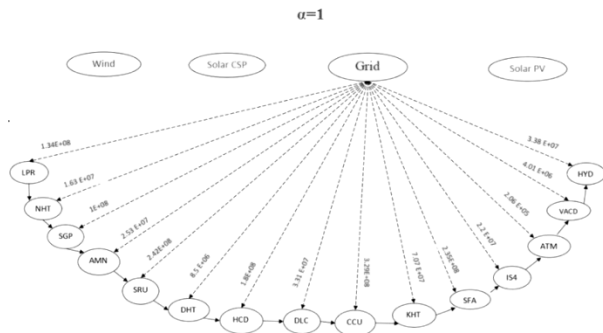 α=1
Wind
Solar CSP
Grid
Solar PV
1.34E+08
1.63 E+07
1E+08
2.53 E+07
2.42E+08
8.5 E+06
1.8E+08
3.31 E+07
3.29E+08
7.07 E+07
2.35E+08
2.2 E+07
2.06 E+05
4.01 E+06
3.38 E+07
LPR
NHT
SGP
AMN
SRU
DHT
HCD
DLC
CCU
KHT
SFA
IS4
ATM
VACD
HYD